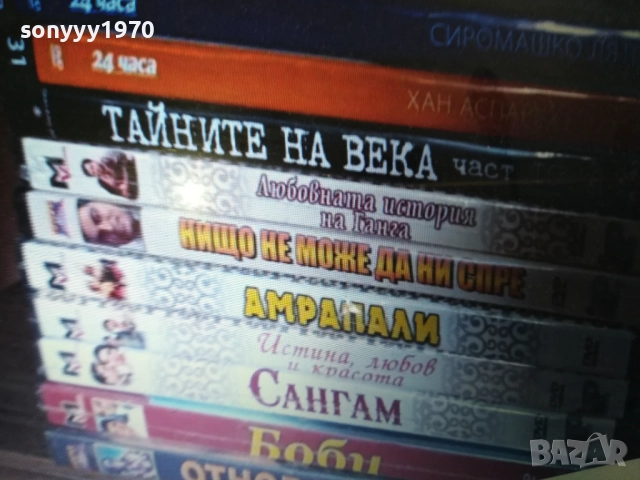 sonyyy1970
24 часа
СИРОМАШКО
31
24 часа
ХАН АСПАРУХ
ТАЙНИТЕ НА ВЕКА част
Любовната история
на Ганга
НИЩО НЕ МОЖЕ ДА НИ СПРЕ
АМРАПАЛИ
Истина, любов
и красота
САНГАМ
Боби
BAZAR